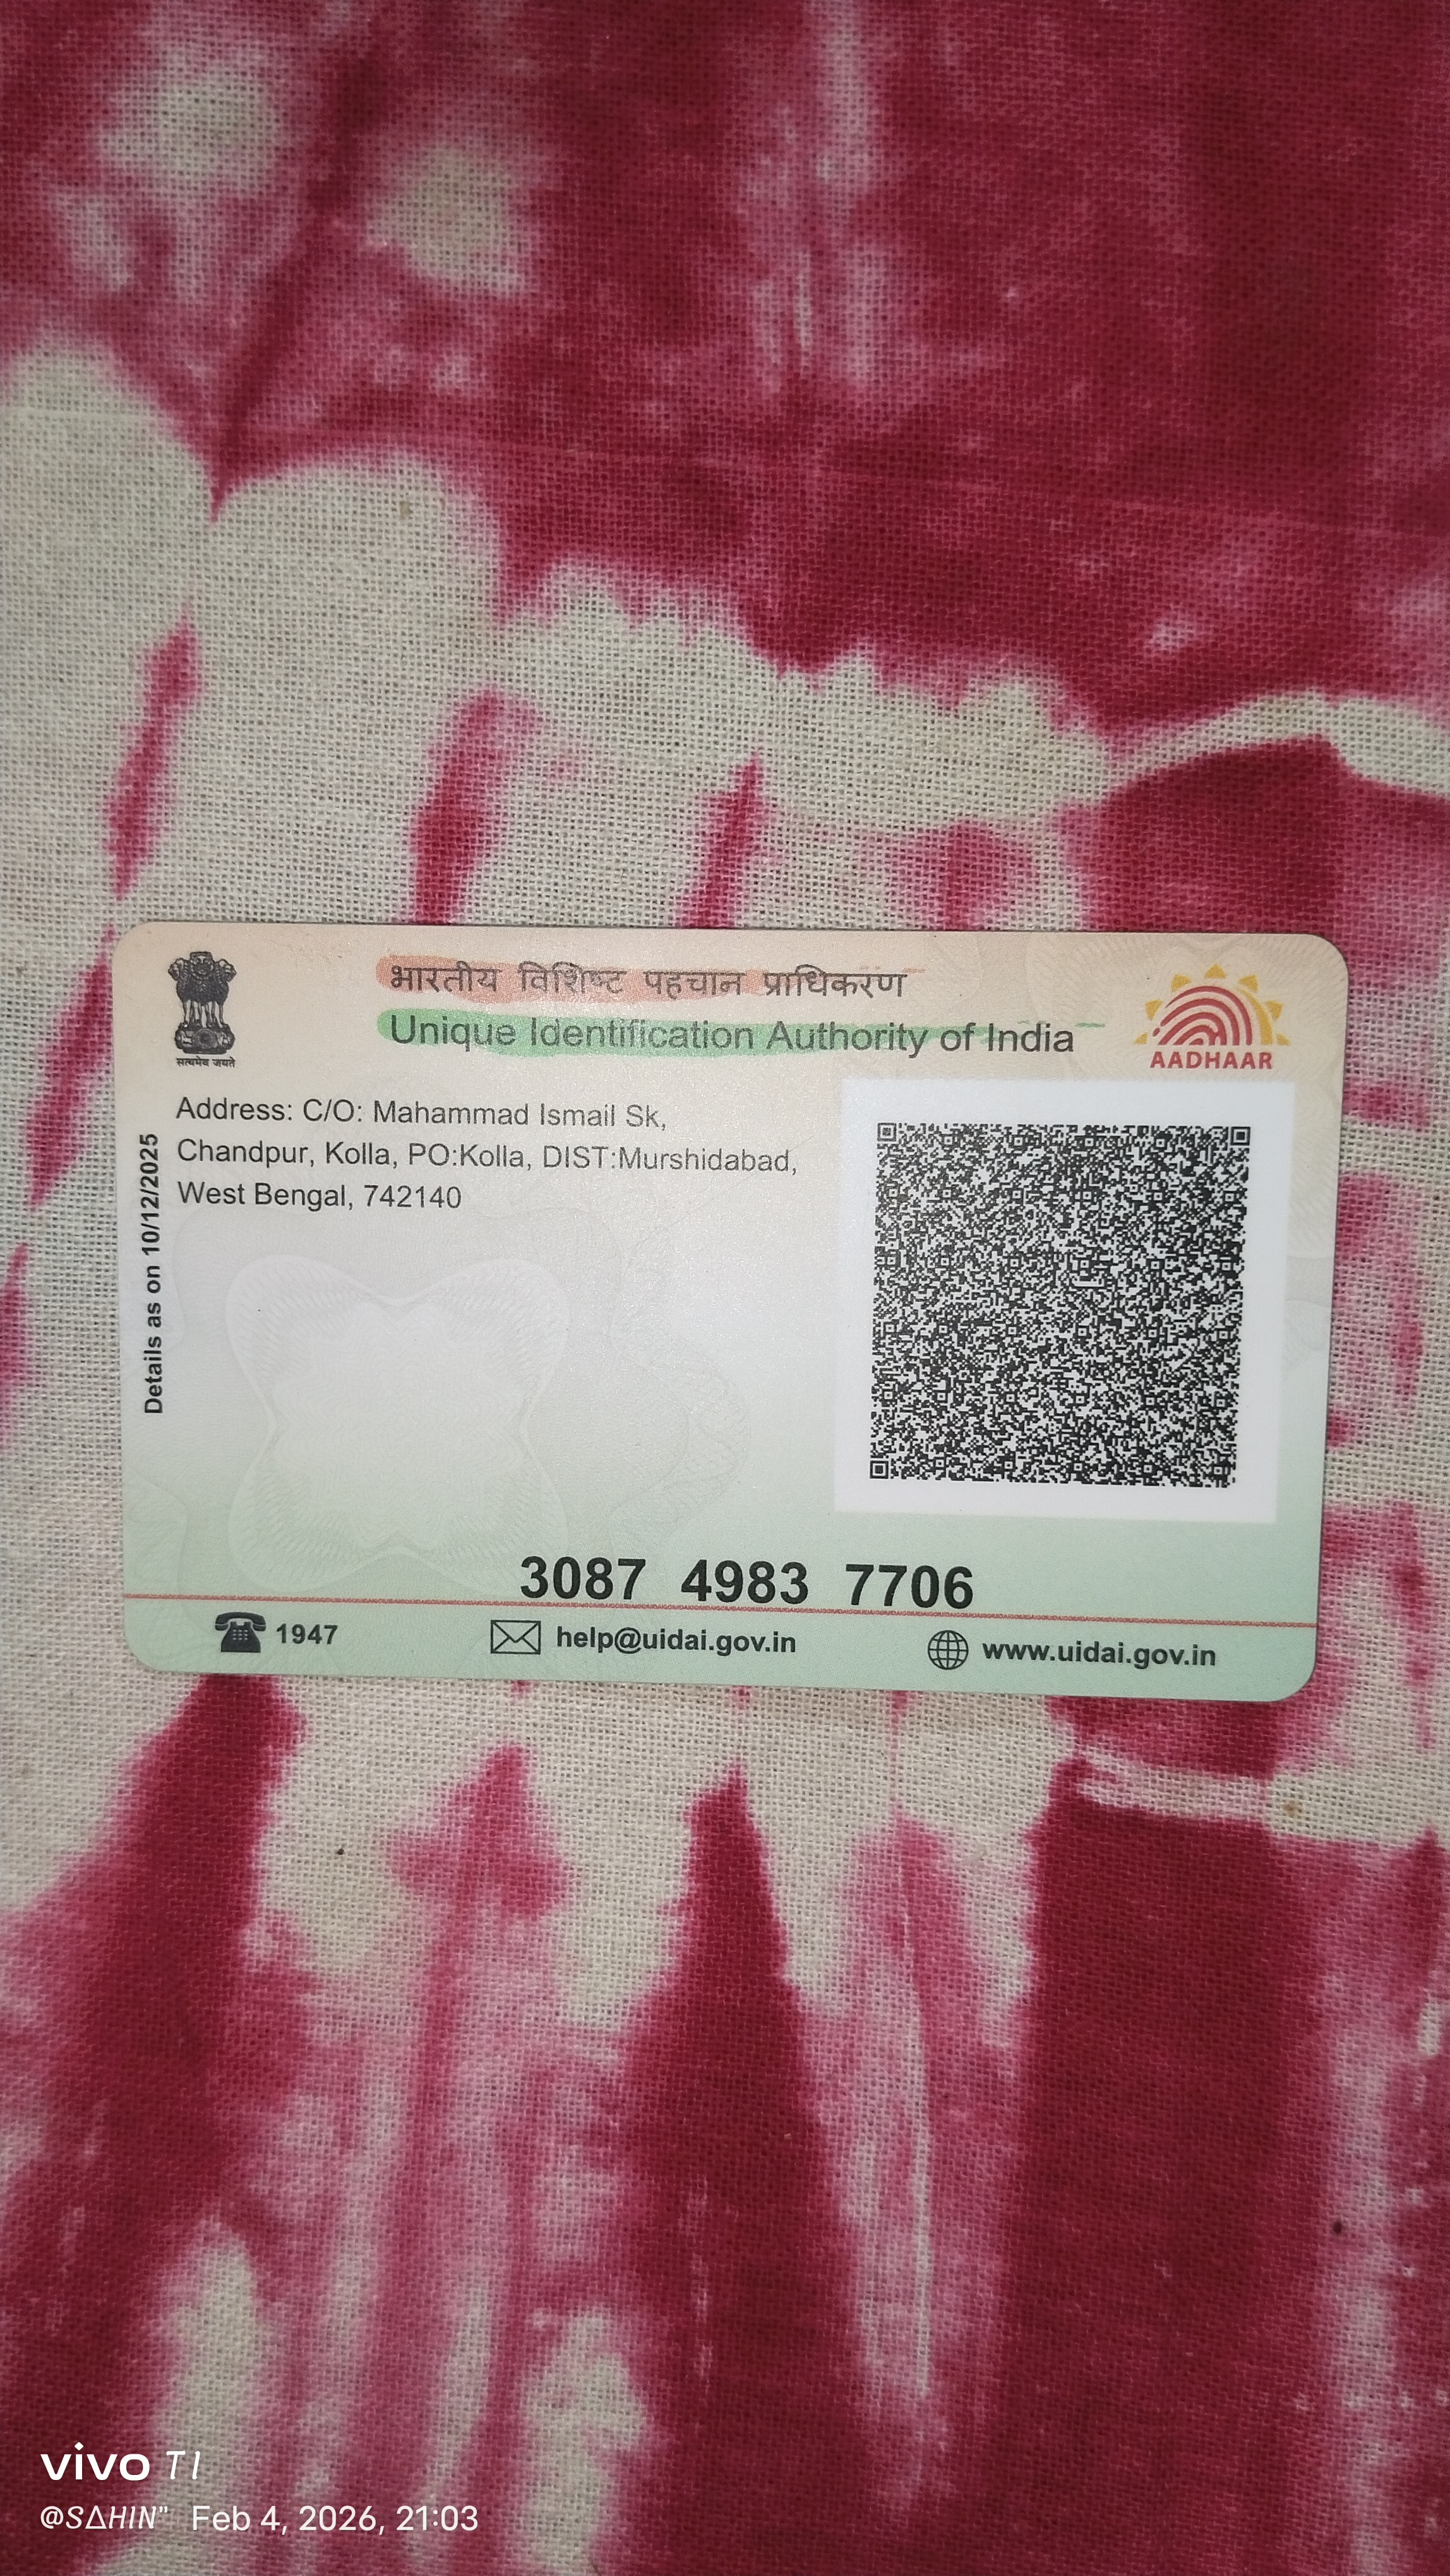 भारतीय विशिष्ट पहचान प्राधिकरण
Unique Identification Authority of India
सत्यमेव जयते
AADHAAR
Address: C/O: Mahammad Ismail Sk,
Chandpur, Kolla, PO:Kolla, DIST:Murshidabad,
West Bengal, 742140
Details as on 10/12/2025
3087 4983 7706
1947
help@uidai.gov.in
www.uidai.gov.in
vivo T1
@SΔHIN" Feb 4, 2026, 21:03